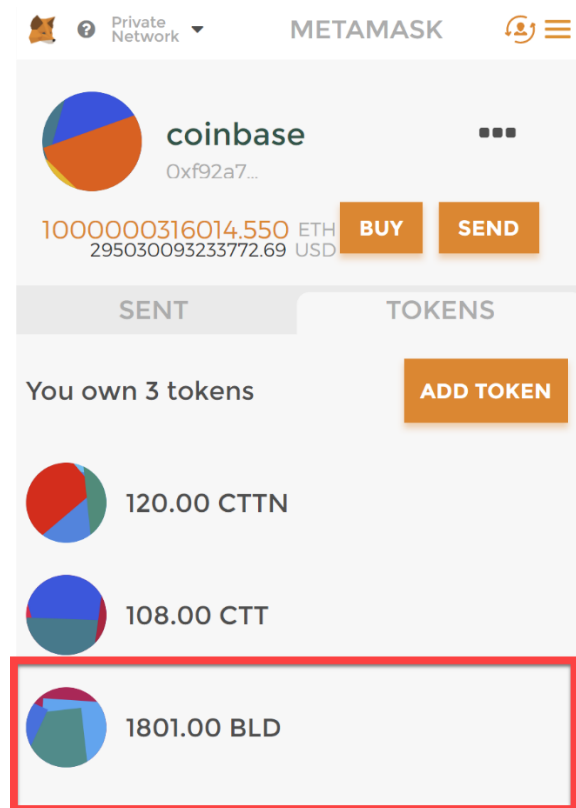 ? Private Network METAMASK
coinbase
0xf92a7...
1000000316014.550 ETH BUY SEND
295030093233772.69 USD
SENT TOKENS
You own 3 tokens ADD TOKEN
120.00 CTTN
108.00 CTT
1801.00 BLD